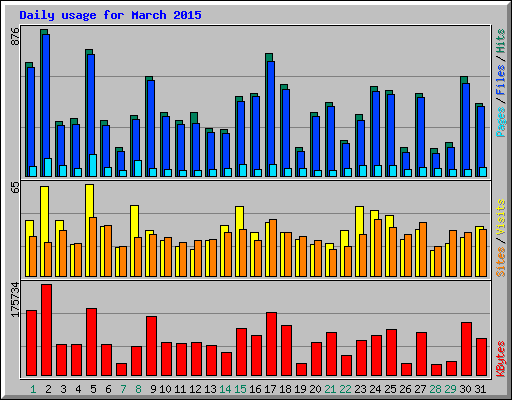 Daily usage for March 2015
876
Pages / Files / Hits
65
Sites / Visits
175734
KBytes
1 2 3 4 5 6 7 8 9 10 11 12 13 14 15 16 17 18 19 20 21 22 23 24 25 26 27 28 29 30 31